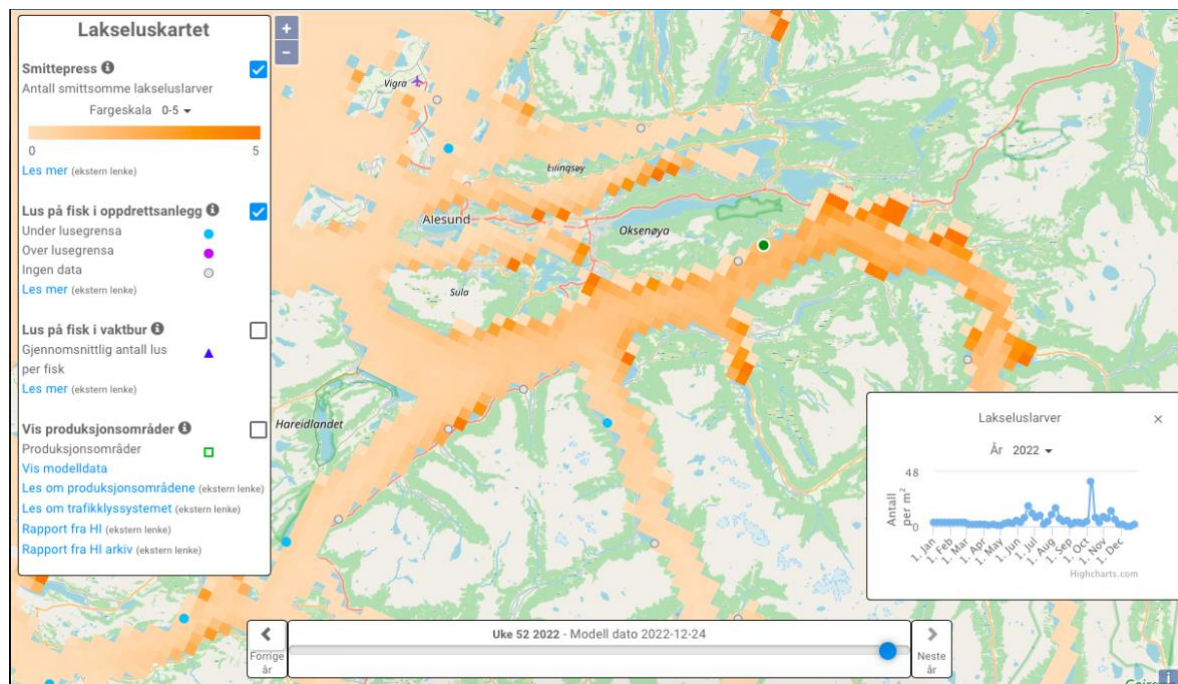 Lakseluskartet
Smittepress
Antall smittsomme lakseluslarver
Fargeskala 0-5
0 5
Les mer (ekstern lenke)
Lus på fisk i oppdrettsanlegg
Under lusegrensa
Over lusegrensa
Ingen data
Les mer (ekstern lenke)
Lus på fisk i vaktbur
Gjennomsnittlig antall lus
per fisk
Les mer (ekstern lenke)
Vis produksjonsområder
Produksjonsområder
Vis modelldata
Les om produksjonsområdene (ekstern lenke)
Les om trafikklyssystemet (ekstern lenke)
Rapport fra HI (ekstern lenke)
Rapport fra HI arkiv (ekstern lenke)
+
−
Vigra
Ellingsøy
Alesund
Oksenøya
Sula
Hareidlandet
Lakseluslarver
×
År 2022
48
Antall
per m²
0
1. Jan 1. Feb 1. Mar 1. Apr 1. May 1. Jun 1. Jul 1. Aug 1. Sep 1. Oct 1. Nov 1. Dec
Highcharts.com
Uke 52 2022 - Modell dato 2022-12-24
Forrige
år
Neste
år
i